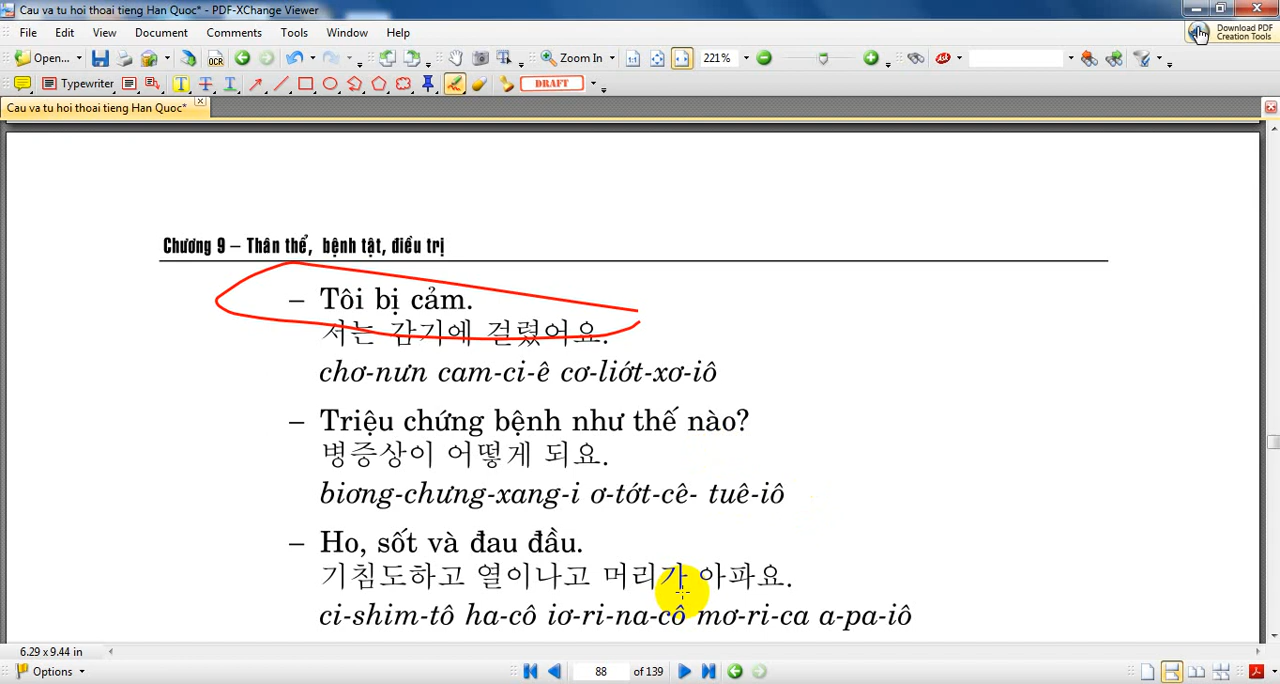 Cau va tu hoi thoai tieng Han Quoc* - PDF-XChange Viewer
File Edit View Document Comments Tools Window Help
Download PDF
Creation Tools
Open... OCR Zoom In 221%
Typewriter DRAFT
Cau va tu hoi thoai tieng Han Quoc*
Chương 9 – Thân thể, bệnh tật, điều trị
– Tôi bị cảm.
저는 감기에 걸렸어요.
chơ-nưn cam-ci-ê cơ-liớt-xơ-iô
– Triệu chứng bệnh như thế nào?
병증상이 어떻게 되요.
biơng-chưng-xang-i ơ-tớt-cê- tuê-iô
– Ho, sốt và đau đầu.
기침도하고 열이나고 머리가 아파요.
ci-shim-tô ha-cô iơ-ri-na-cô mơ-ri-ca a-pa-iô
6.29 x 9.44 in
Options 88 of 139